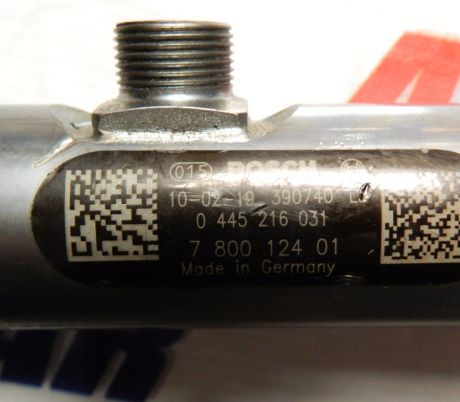 015 BOSCH
10-02-19 390740
0 445 216 031
7 800 124 01
Made in Germany